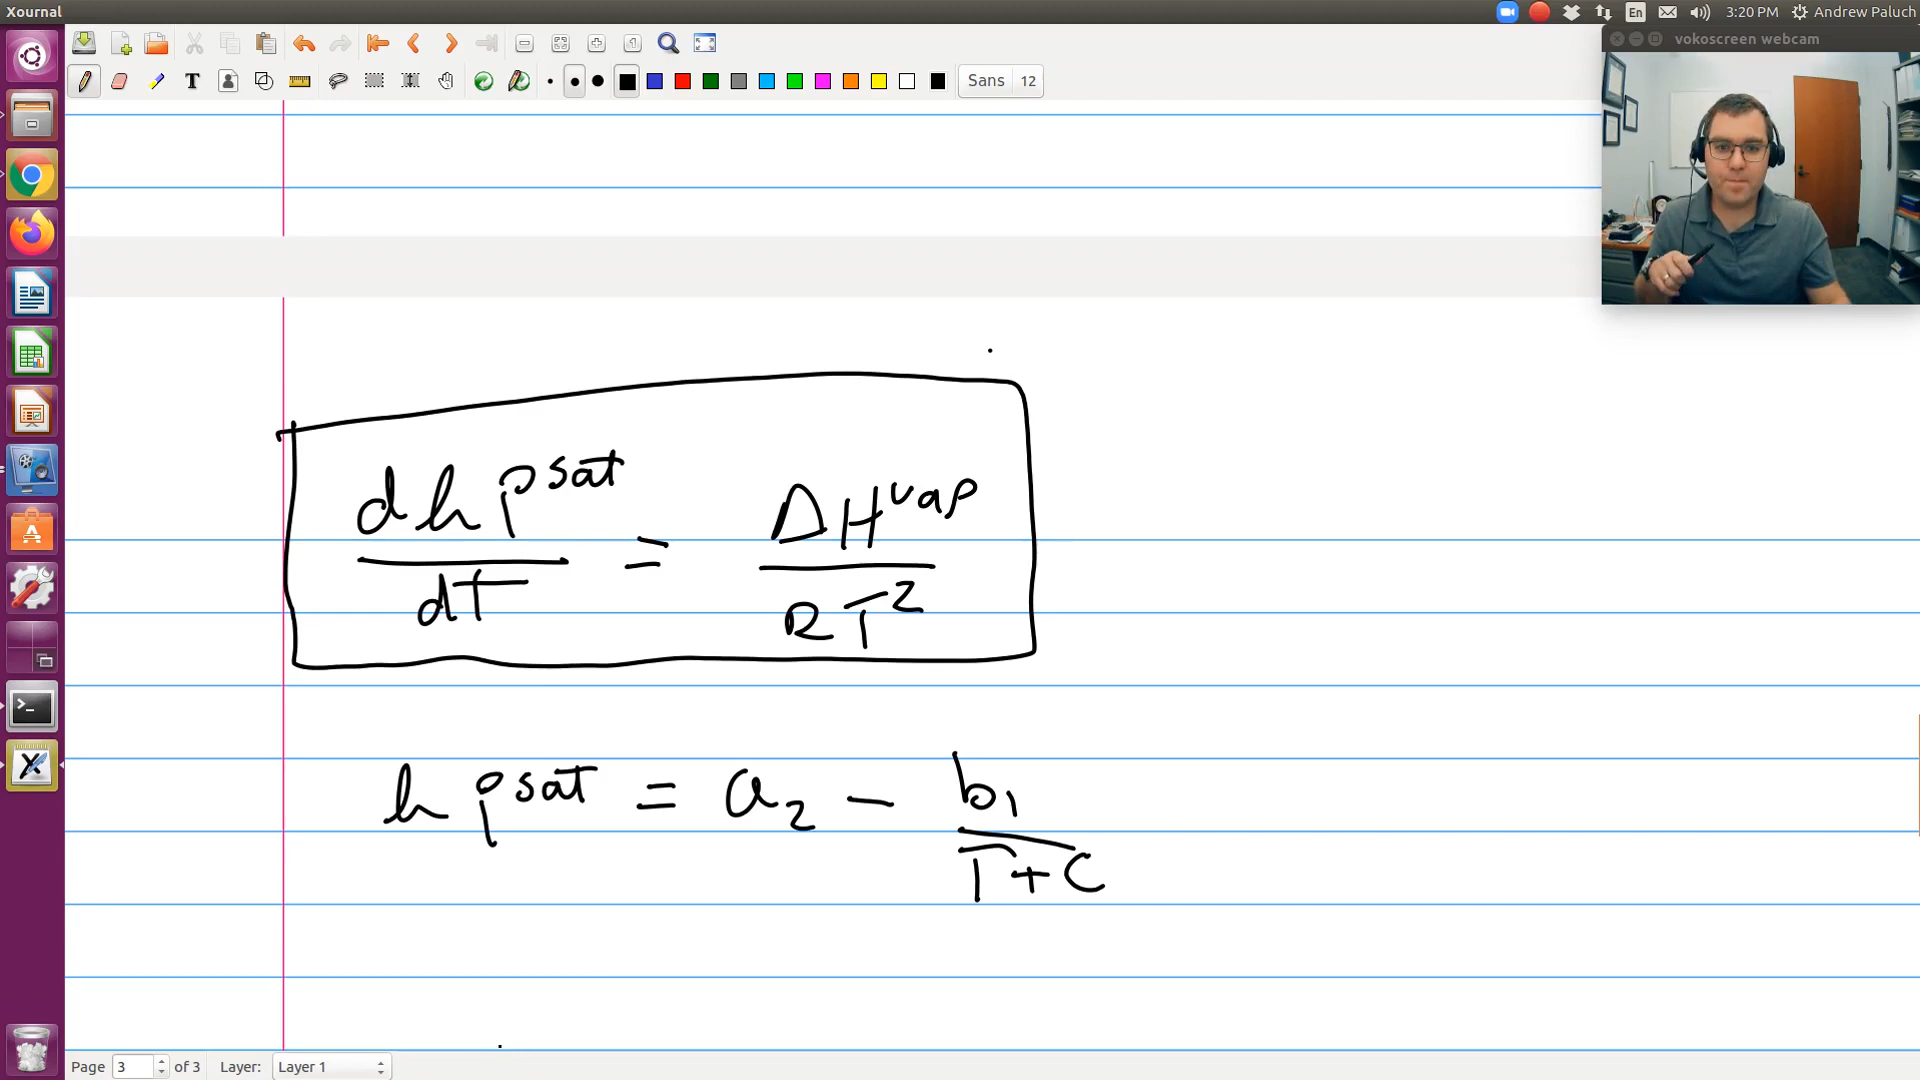 Xournal
En 3:20 PM Andrew Paluch
vokoscreen webcam
T Sans 12
d ln p^sat / dT = ΔH^vap / RT^2
ln p^sat = a_2 - b_1 / T + C
Page 3 of 3 Layer: Layer 1